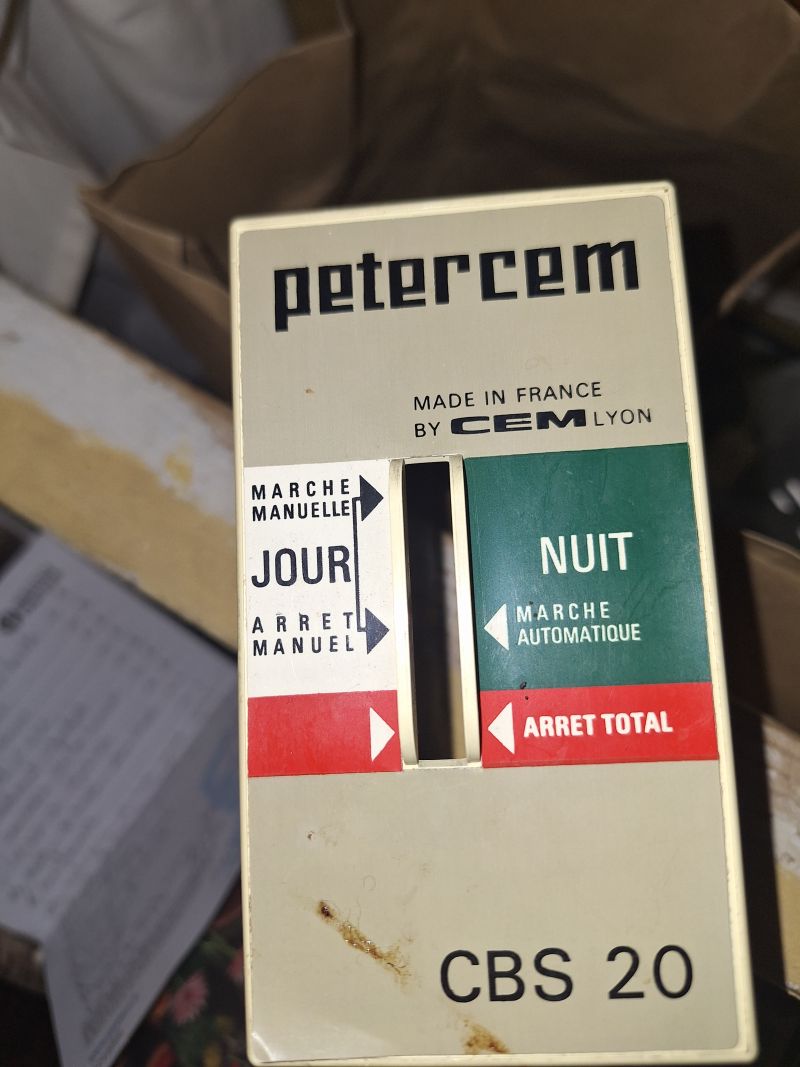 petercem
MADE IN FRANCE
BY CEM LYON
MARCHE
MANUELLE
JOUR
ARRET
MANUEL
NUIT
MARCHE
AUTOMATIQUE
ARRET TOTAL
CBS 20